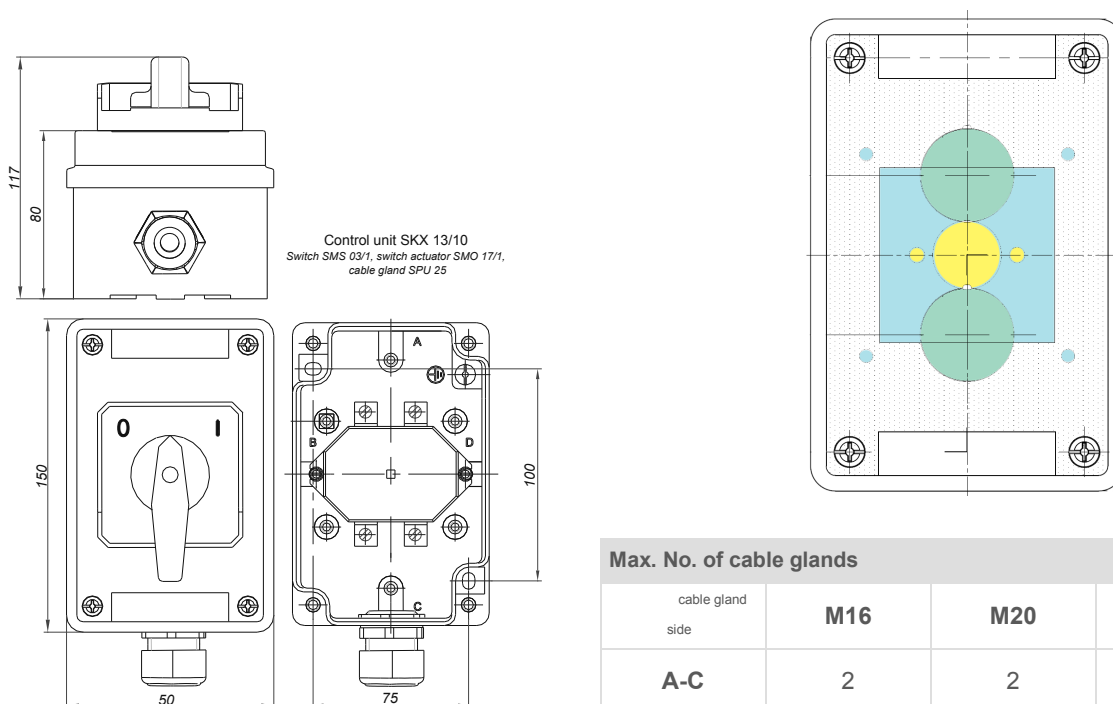 117
80
Control unit SKX 13/10
Switch SMS 03/1, switch actuator SMO 17/1,
cable gland SPU 25
150
0 I
50
A
B D
C
100
75
Max. No. of cable glands
cable gland
side
M16 M20
A-C 2 2